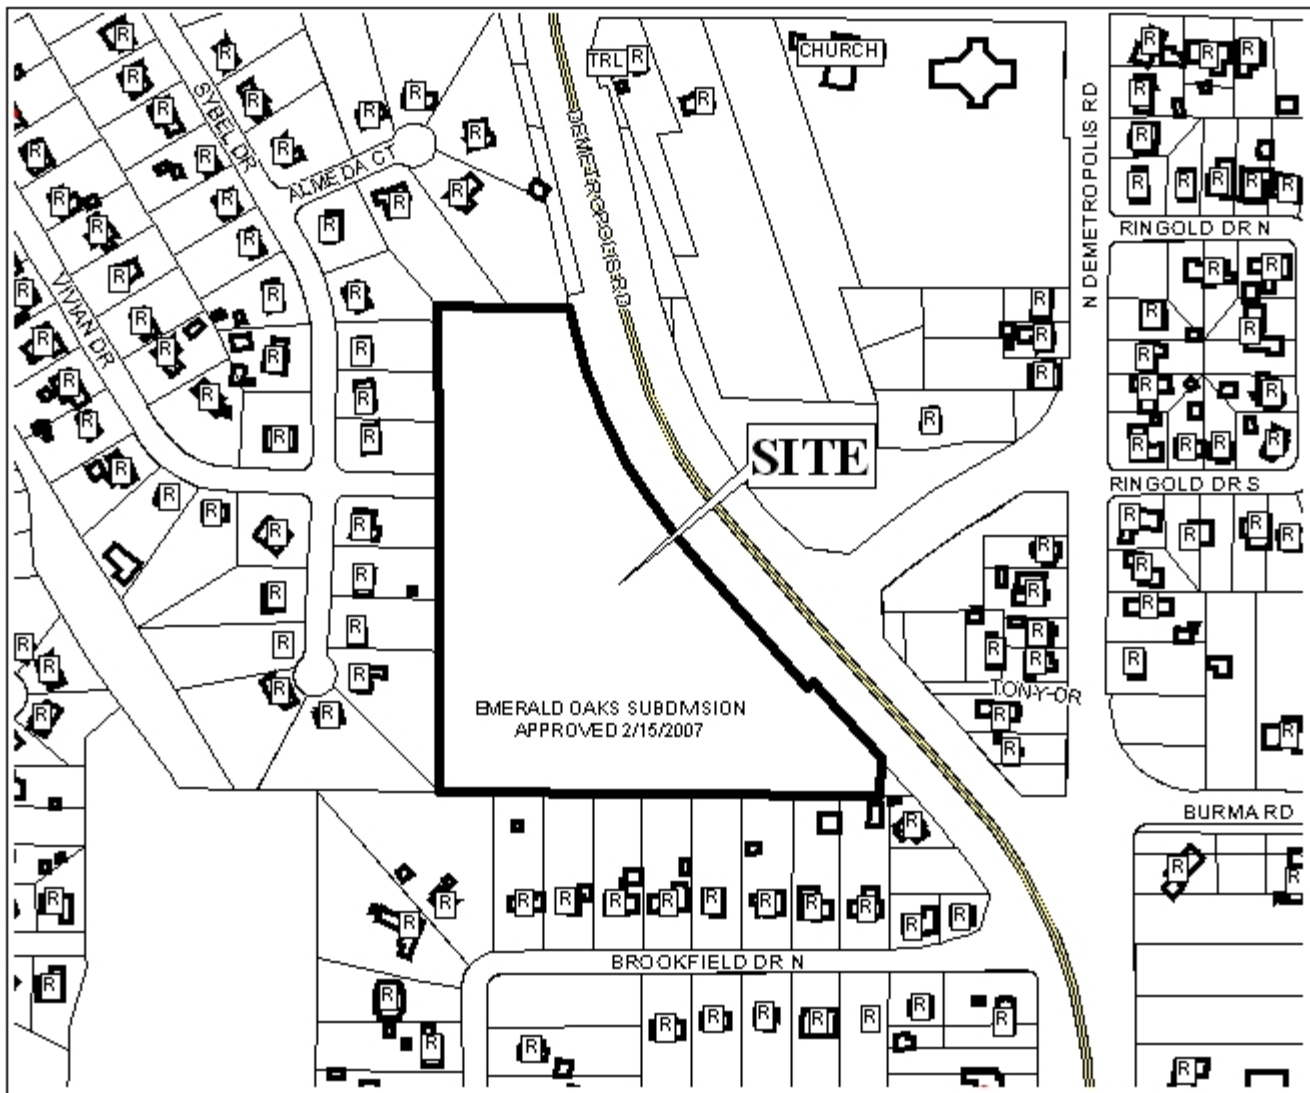 TRL
CHURCH
SYBEL DR
ALMEDA CT
DEMETROPOLIS RD
N DEMETROPOLIS RD
RINGOLD DR N
VIVIAN DR
SITE
RINGOLD DR S
TONY DR
EMERALD OAKS SUBDIVISION
APPROVED 2/15/2007
BURMA RD
BROOKFIELD DR N
R